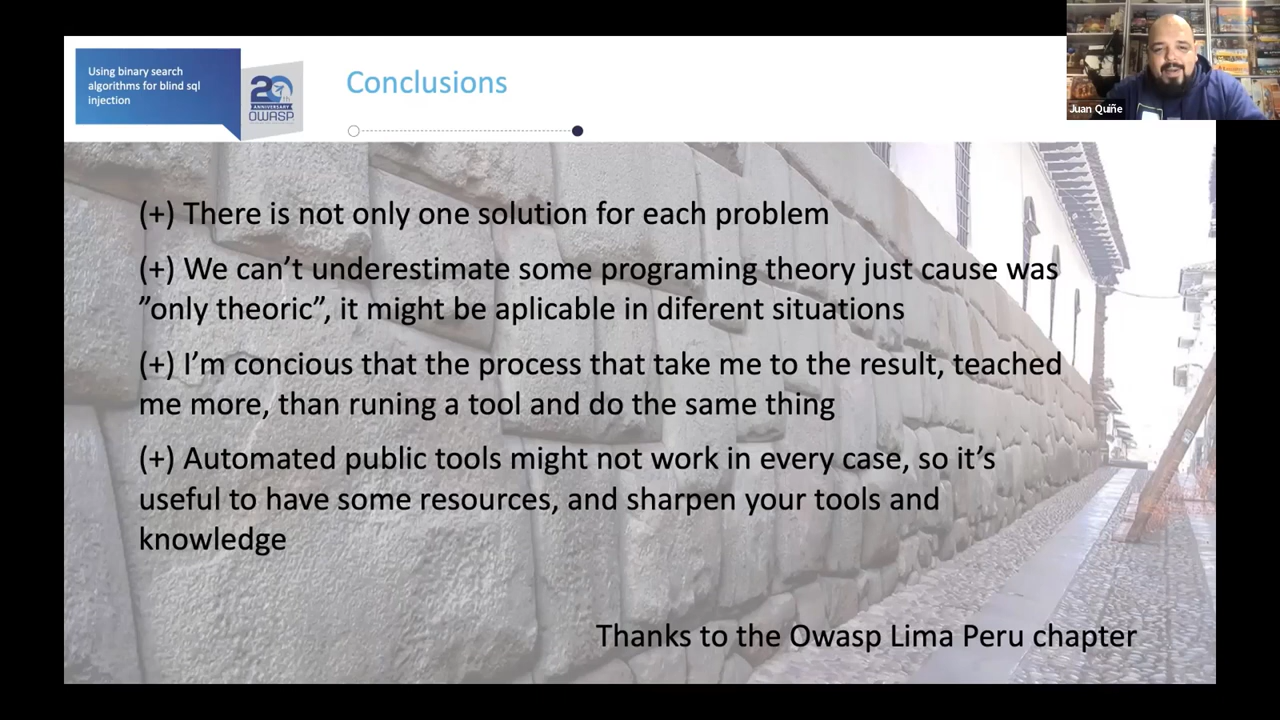 Using binary search
algorithms for blind sql
injection
20th
ANNIVERSARY
OWASP
Conclusions
Juan Quiñe
(+) There is not only one solution for each problem
(+) We can’t underestimate some programing theory just cause was
”only theoric”, it might be aplicable in diferent situations
(+) I’m concious that the process that take me to the result, teached
me more, than runing a tool and do the same thing
(+) Automated public tools might not work in every case, so it’s
useful to have some resources, and sharpen your tools and
knowledge
Thanks to the Owasp Lima Peru chapter